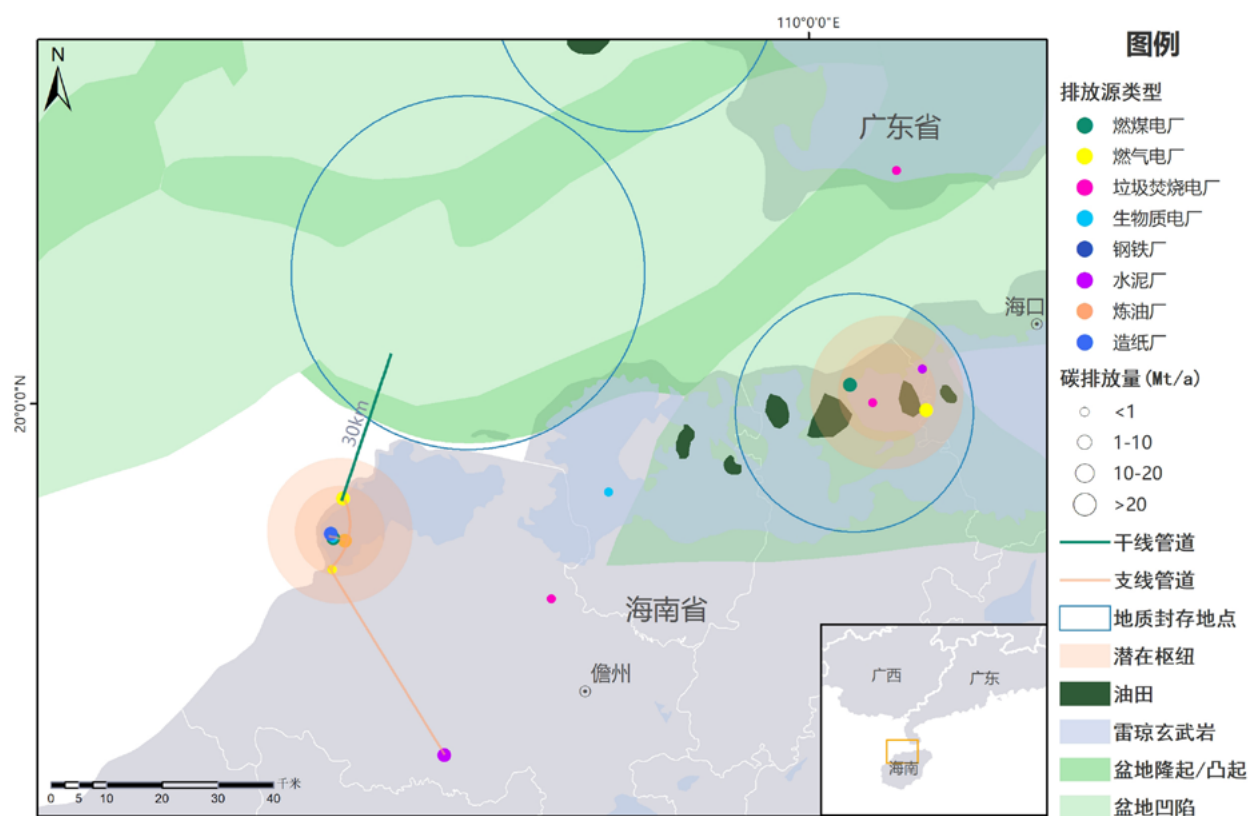 110°0′0″E
N
广东省
海口
20°0′0″N
30km
海南省
儋州
千米
0 5 10 20 30 40
广西
广东
海南
图例
排放源类型
燃煤电厂
燃气电厂
垃圾焚烧电厂
生物质电厂
钢铁厂
水泥厂
炼油厂
造纸厂
碳排放量(Mt/a)
<1
1-10
10-20
>20
干线管道
支线管道
地质封存地点
潜在枢纽
油田
雷琼玄武岩
盆地隆起/凸起
盆地凹陷